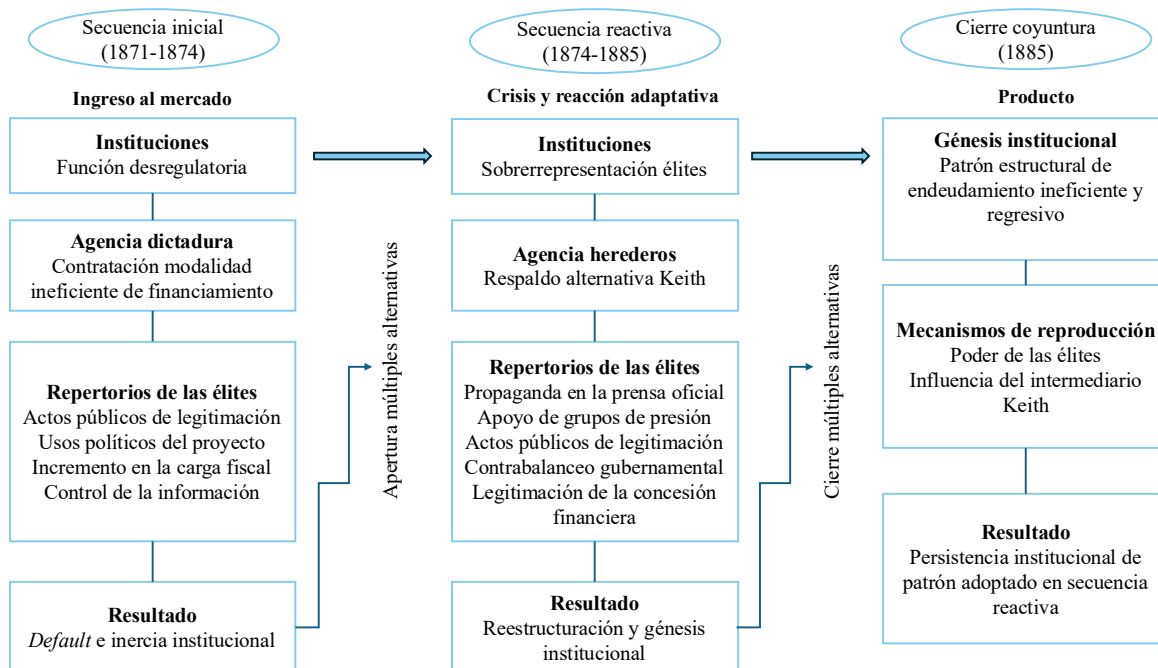 Secuencia inicial
(1871-1874)
Ingreso al mercado
Instituciones
Función desregulatoria
Agencia dictadura
Contratación modalidad
ineficiente de financiamiento
Repertorios de las élites
Actos públicos de legitimación
Usos políticos del proyecto
Incremento en la carga fiscal
Control de la información
Resultado
Default e inercia institucional
Apertura múltiples alternativas
Secuencia reactiva
(1874-1885)
Crisis y reacción adaptativa
Instituciones
Sobrerrepresentación élites
Agencia herederos
Respaldo alternativa Keith
Repertorios de las élites
Propaganda en la prensa oficial
Apoyo de grupos de presión
Actos públicos de legitimación
Contrabalanceo gubernamental
Legitimación de la concesión
financiera
Resultado
Reestructuración y génesis
institucional
Cierre múltiples alternativas
Cierre coyuntura
(1885)
Producto
Génesis institucional
Patrón estructural de
endeudamiento ineficiente y
regresivo
Mecanismos de reproducción
Poder de las élites
Influencia del intermediario
Keith
Resultado
Persistencia institucional de
patrón adoptado en secuencia
reactiva